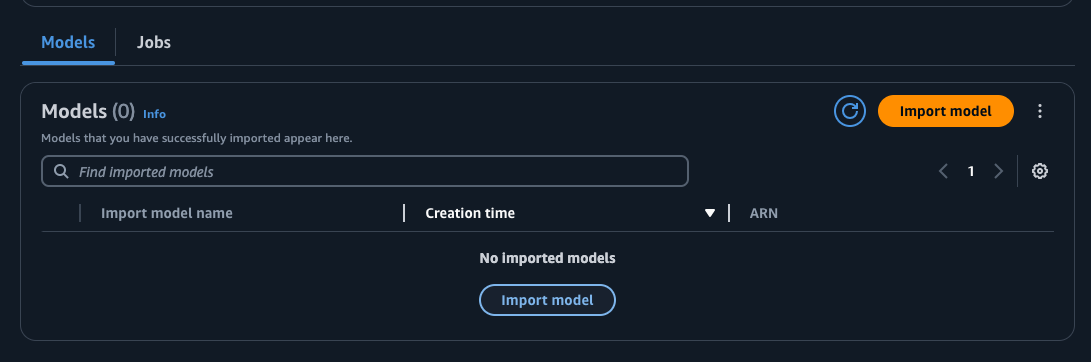 Models Jobs
Models (0) Info Import model
Models that you have successfully imported appear here.
Find imported models 1
Import model name Creation time ARN
No imported models
Import model